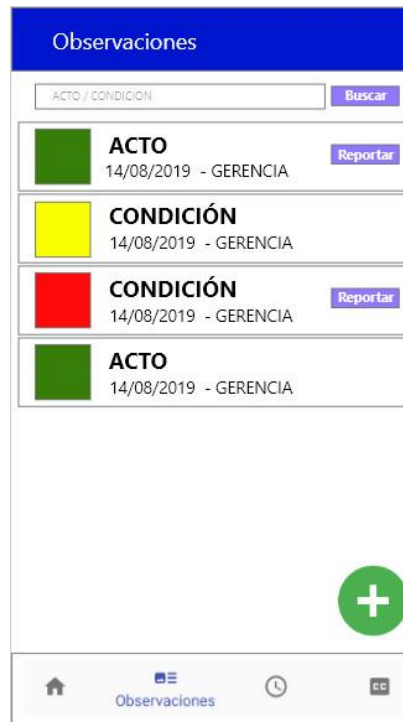 Observaciones
ACTO / CONDICION
Buscar
ACTO
Reportar
14/08/2019 - GERENCIA
CONDICIÓN
14/08/2019 - GERENCIA
CONDICIÓN
Reportar
14/08/2019 - GERENCIA
ACTO
14/08/2019 - GERENCIA
Observaciones
CC